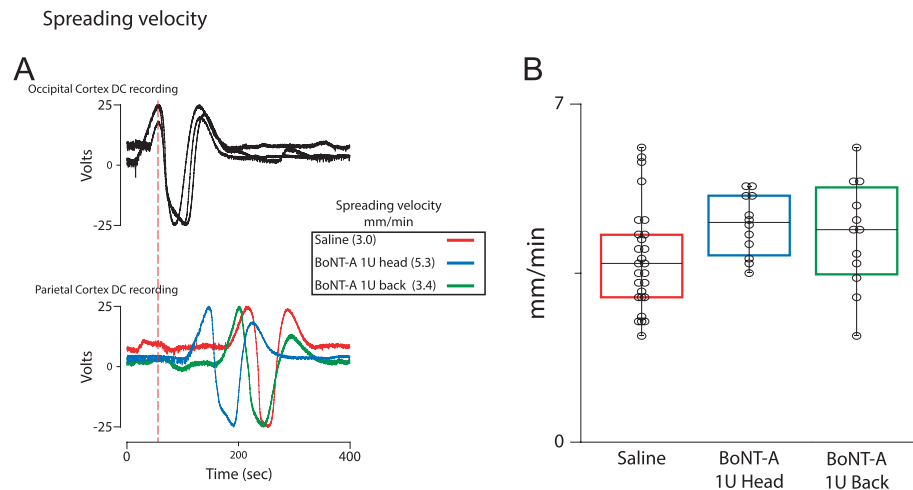 Spreading velocity
A
Occipital Cortex DC recording
25
0
-25
Volts
Spreading velocity
mm/min
Saline (3.0)
BoNT-A 1U head (5.3)
BoNT-A 1U back (3.4)
Parietal Cortex DC recording
25
0
-25
Volts
0
200
400
Time (sec)
B
7
0
mm/min
Saline
BoNT-A
1U Head
BoNT-A
1U Back